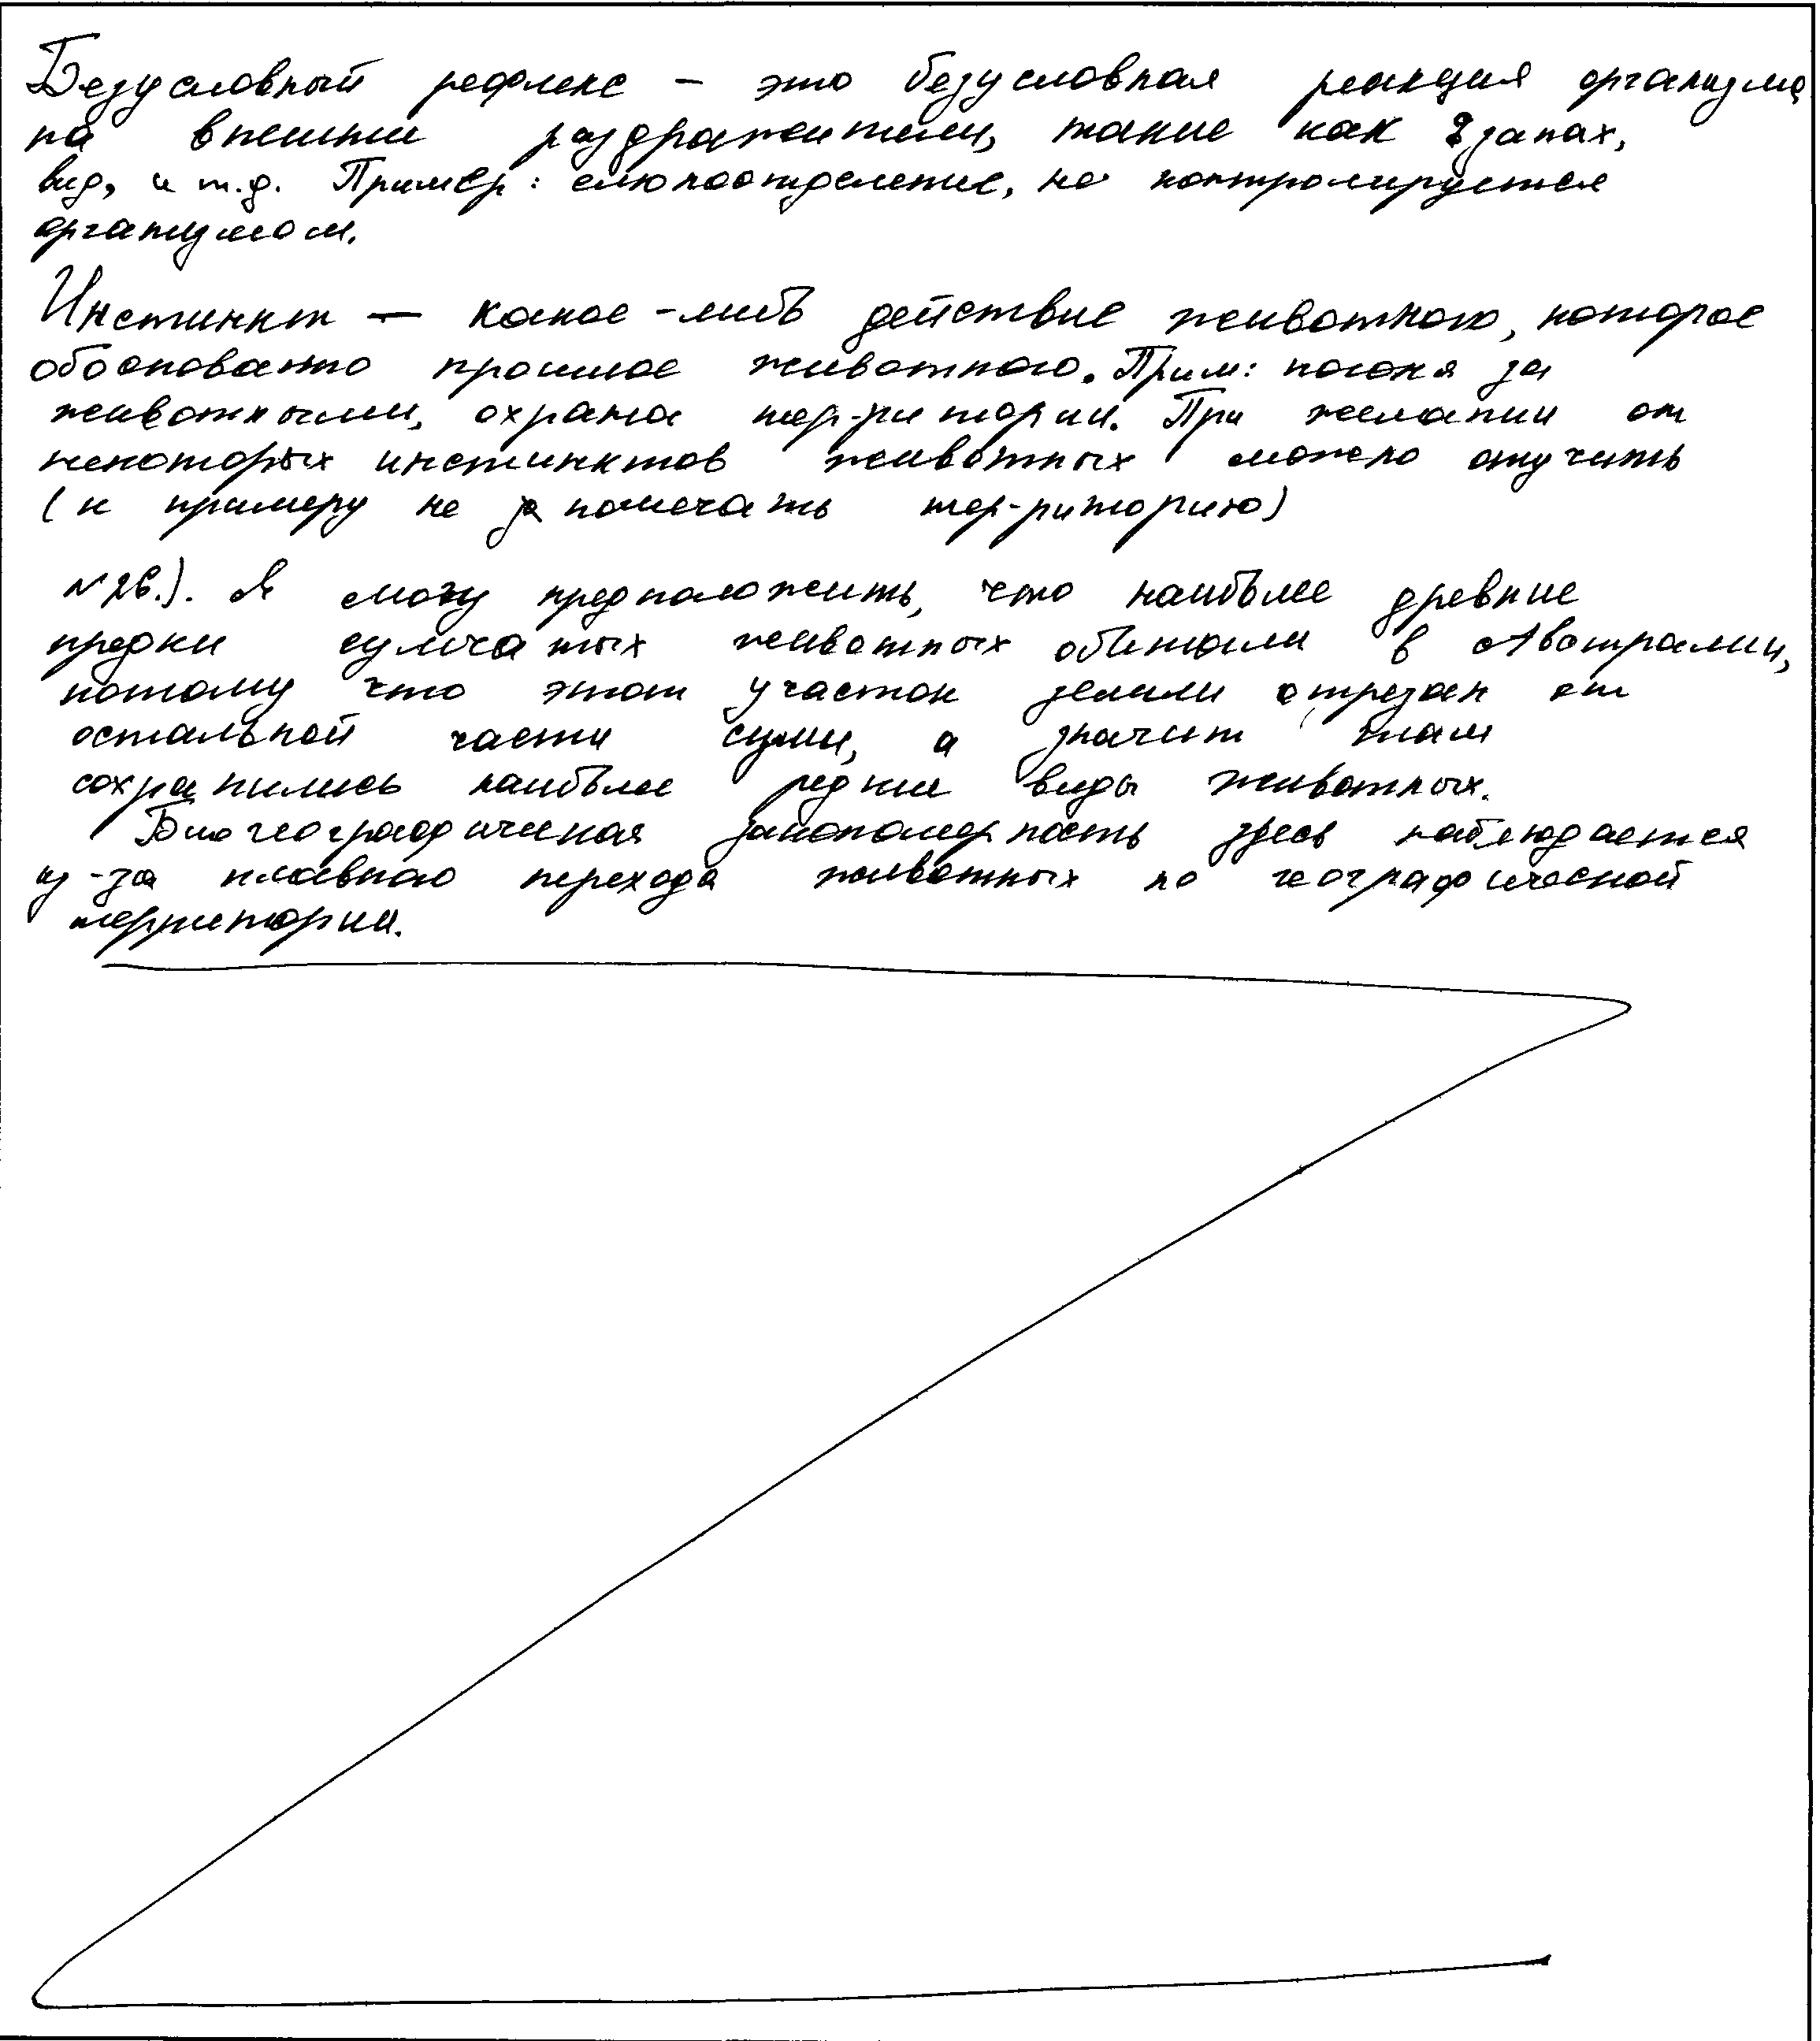 Безусловный рефлекс – это безусловная реакция организма
на внешние раздражители, такие как запах,
вид, и т.д. Пример: слюноотделение, не контролируется
организмом.
Инстинкт — какое-либо действие животного, которое
обоснованно прошлое животного. Прим: погоня за
животными, охрана тер-ритории. При желании от
некоторых инстинктов животных можно отучить
(к примеру не помечать тер-риторию)
№26.). Я могу предположить, что наиболее древние
предки сумчатых животных обитали в Австралии,
потому что этот участок земли отрезан от
остальной части суши, а значит там
сохранились наиболее редкие виды животных.
Биогеографическая закономерность здесь наблюдается
из-за плавного перехода животных по географической
территории.